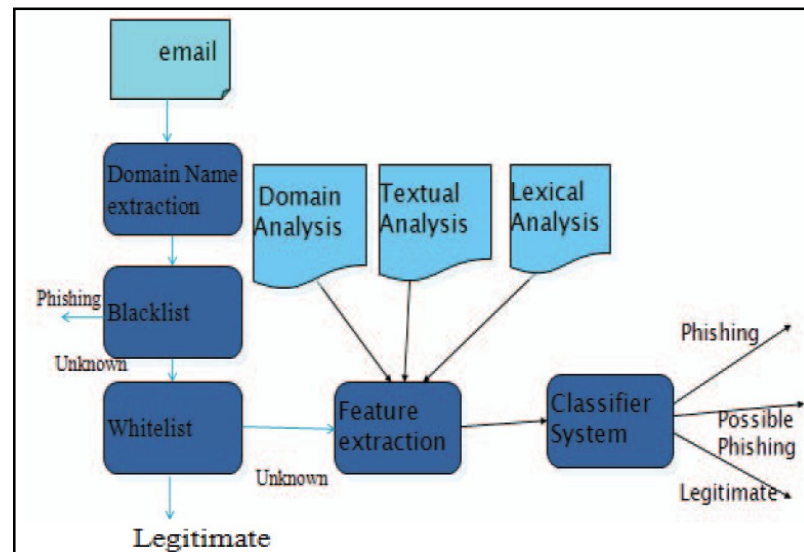 email
Domain Name
extraction
Domain
Analysis
Textual
Analysis
Lexical
Analysis
Phishing
Blacklist
Unknown
Whitelist
Unknown
Legitimate
Feature
extraction
Classifier
System
Phishing
Possible
Phishing
Legitimate